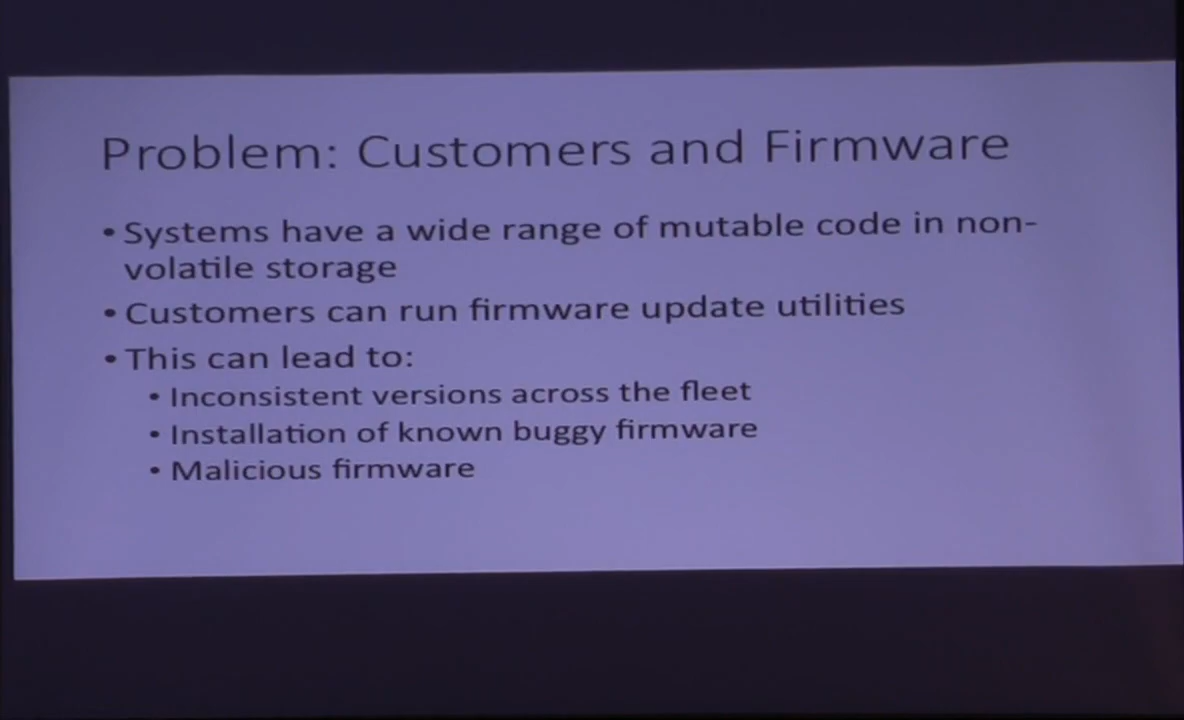 Problem: Customers and Firmware
• Systems have a wide range of mutable code in non-
volatile storage
• Customers can run firmware update utilities
• This can lead to:
• Inconsistent versions across the fleet
• Installation of known buggy firmware
• Malicious firmware